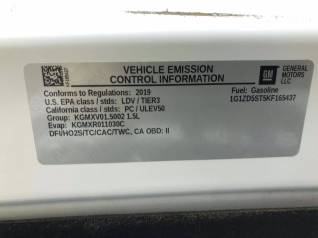 VEHICLE EMISSION
CONTROL INFORMATION
GM
GENERAL
MOTORS
LLC
Conforms to Regulations: 2019
Fuel: Gasoline
U.S. EPA class / stds: LDV / TIER3
1G1ZD5ST5KF165437
California class / stds: PC / ULEV50
Group: KGMXV01.5002 1.5L
Evap: KGMXR011030C
DFI/HO2S/TC/CAC/TWC, CA OBD: II